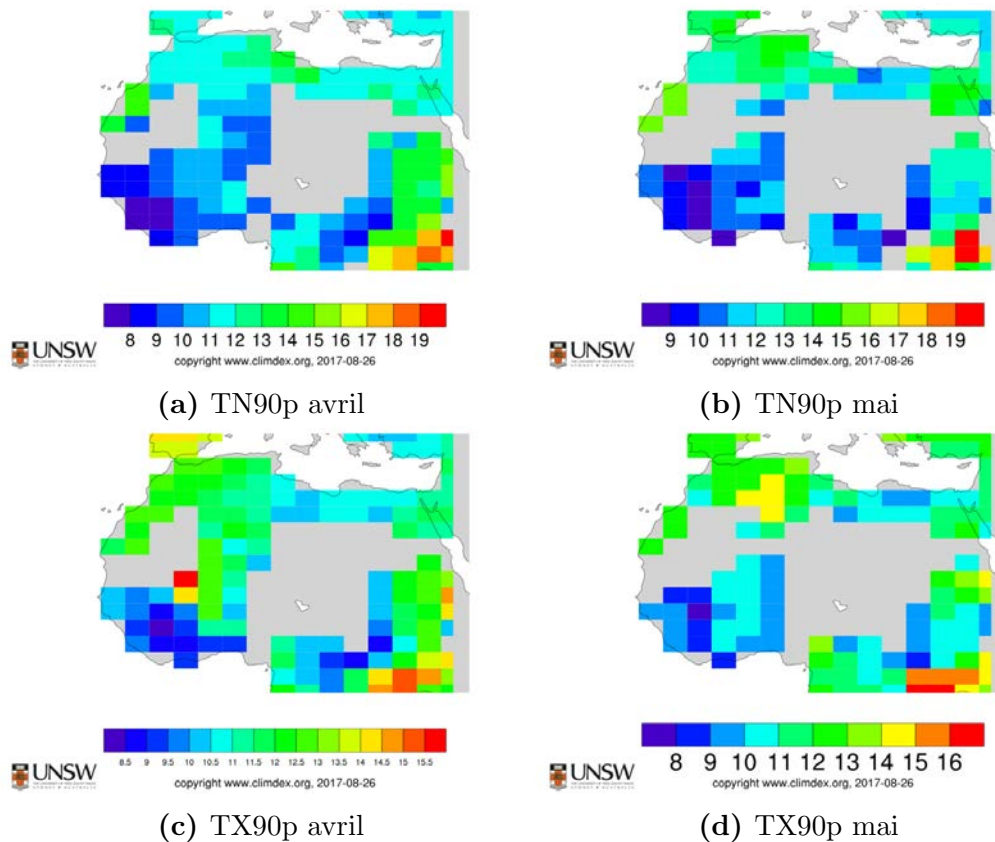 8 9 10 11 12 13 14 15 16 17 18 19
UNSW
copyright www.climdex.org, 2017-08-26
(a) TN90p avril
9 10 11 12 13 14 15 16 17 18 19
UNSW
copyright www.climdex.org, 2017-08-26
(b) TN90p mai
8.5 9 9.5 10 10.5 11 11.5 12 12.5 13 13.5 14 14.5 15 15.5
UNSW
copyright www.climdex.org, 2017-08-26
(c) TX90p avril
8 9 10 11 12 13 14 15 16
UNSW
copyright www.climdex.org, 2017-08-26
(d) TX90p mai